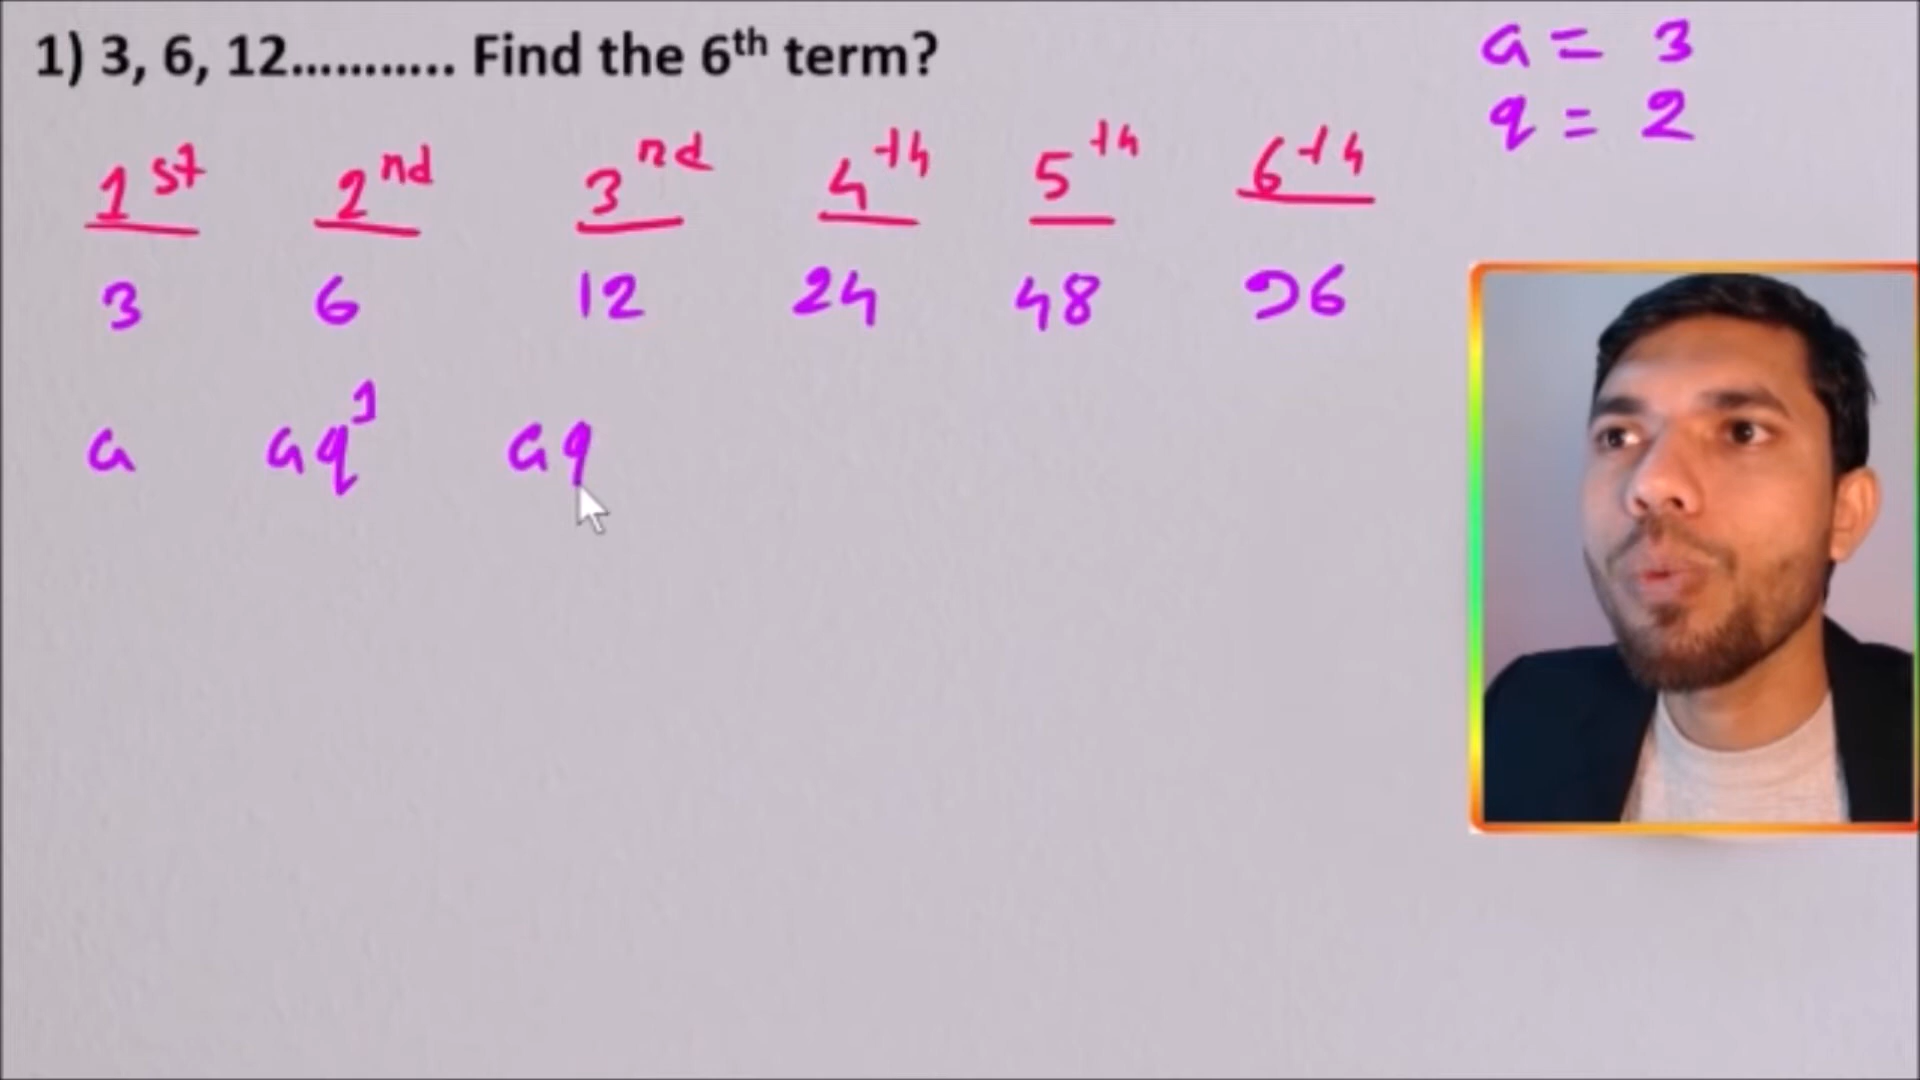 1) 3, 6, 12........... Find the 6th term?
a = 3
q = 2
1st 2nd 3nd 4th 5th 6th
3 6 12 24 48 96
a aq¹ aq